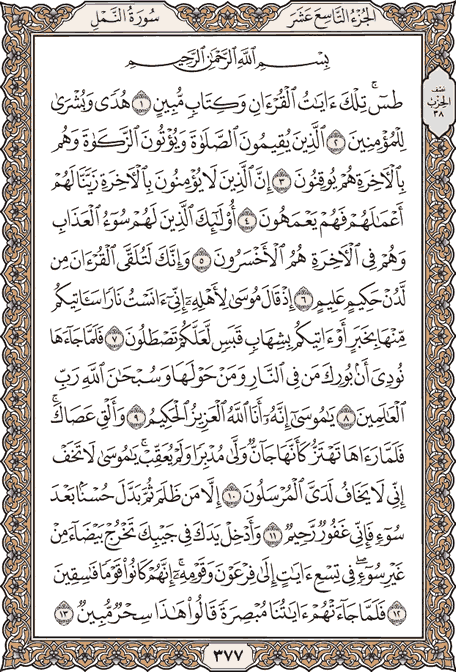 الجزء التاسع عشر
سورة النمل
نصف
الحزب
٣٨
بِسْمِ ٱللَّهِ ٱلرَّحْمَٰنِ ٱلرَّحِيمِ
طسٓ ۚ تِلْكَ ءَايَٰتُ ٱلْقُرْءَانِ وَكِتَابٍ مُّبِينٍ ١ هُدًى وَبُشْرَىٰ
لِلْمُؤْمِنِينَ ٢ ٱلَّذِينَ يُقِيمُونَ ٱلصَّلَوٰةَ وَيُؤْتُونَ ٱلزَّكَوٰةَ وَهُم
بِٱلْأَخِرَةِ هُمْ يُوقِنُونَ ٣ إِنَّ ٱلَّذِينَ لَا يُؤْمِنُونَ بِٱلْأَخِرَةِ زَيَّنَّا لَهُمْ
أَعْمَٰلَهُمْ فَهُمْ يَعْمَهُونَ ٤ أُو۟لَٰٓئِكَ ٱلَّذِينَ لَهُمْ سُوٓءُ ٱلْعَذَابِ
وَهُمْ فِى ٱلْأَخِرَةِ هُمُ ٱلْأَخْسَرُونَ ٥ وَإِنَّكَ لَتُلَقَّى ٱلْقُرْءَانَ مِن
لَّدُنْ حَكِيمٍ عَلِيمٍ ٦ إِذْ قَالَ مُوسَىٰ لِأَهْلِهِۦٓ إِنِّىٓ ءَانَسْتُ نَارًا سَـَٔاتِيكُم
مِّنْهَا بِخَبَرٍ أَوْ ءَاتِيكُم بِشِهَابٍ قَبَسٍ لَّعَلَّكُمْ تَصْطَلُونَ ٧ فَلَمَّا جَآءَهَا
نُودِىَ أَنۢ بُورِكَ مَن فِى ٱلنَّارِ وَمَنْ حَوْلَهَا وَسُبْحَٰنَ ٱللَّهِ رَبِّ
ٱلْعَٰلَمِينَ ٨ يَٰمُوسَىٰٓ إِنَّهُۥٓ أَنَا ٱللَّهُ ٱلْعَزِيزُ ٱلْحَكِيمُ ٩ وَأَلْقِ عَصَاكَ ۚ
فَلَمَّا رَءَاهَا تَهْتَزُّ كَأَنَّهَا جَآنٌّ وَلَّىٰ مُدْبِرًا وَلَمْ يُعَقِّبْ ۚ يَٰمُوسَىٰ لَا تَخَفْ
إِنِّى لَا يَخَافُ لَدَىَّ ٱلْمُرْسَلُونَ ١٠ إِلَّا مَن ظَلَمَ ثُمَّ بَدَّلَ حُسْنًۢا بَعْدَ
سُوٓءٍ فَإِنِّى غَفُورٌ رَّحِيمٌ ١١ وَأَدْخِلْ يَدَكَ فِى جَيْبِكَ تَخْرُجْ بَيْضَآءَ مِنْ
غَيْرِ سُوٓءٍ ۖ فِى تِسْعِ ءَايَٰتٍ إِلَىٰ فِرْعَوْنَ وَقَوْمِهِۦٓ ۚ إِنَّهُمْ كَانُوا۟ قَوْمًا فَٰسِقِينَ
١٢ فَلَمَّا جَآءَتْهُمْ ءَايَٰتُنَا مُبْصِرَةً قَالُوا۟ هَٰذَا سِحْرٌ مُّبِينٌ ١٣
٣٧٧